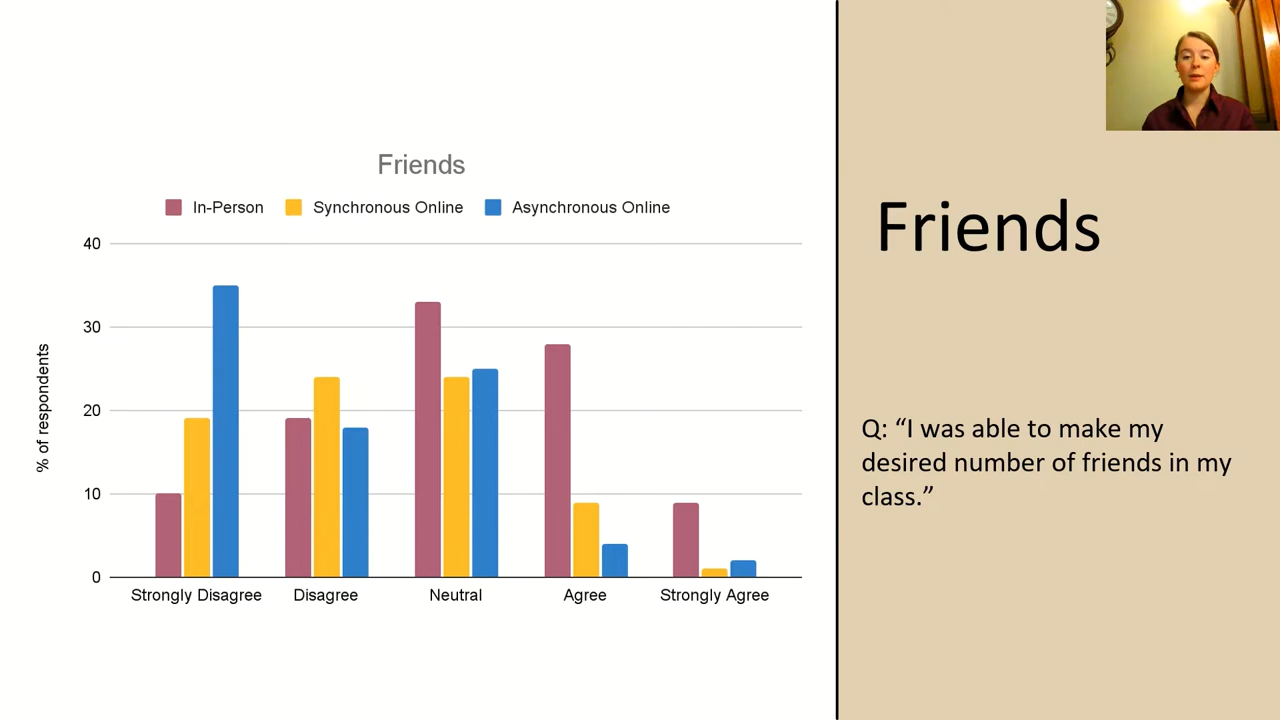 Friends
In-Person Synchronous Online Asynchronous Online
40
30
20
10
0
% of respondents
Strongly Disagree Disagree Neutral Agree Strongly Agree
Friends
Q: “I was able to make my
desired number of friends in my
class.”